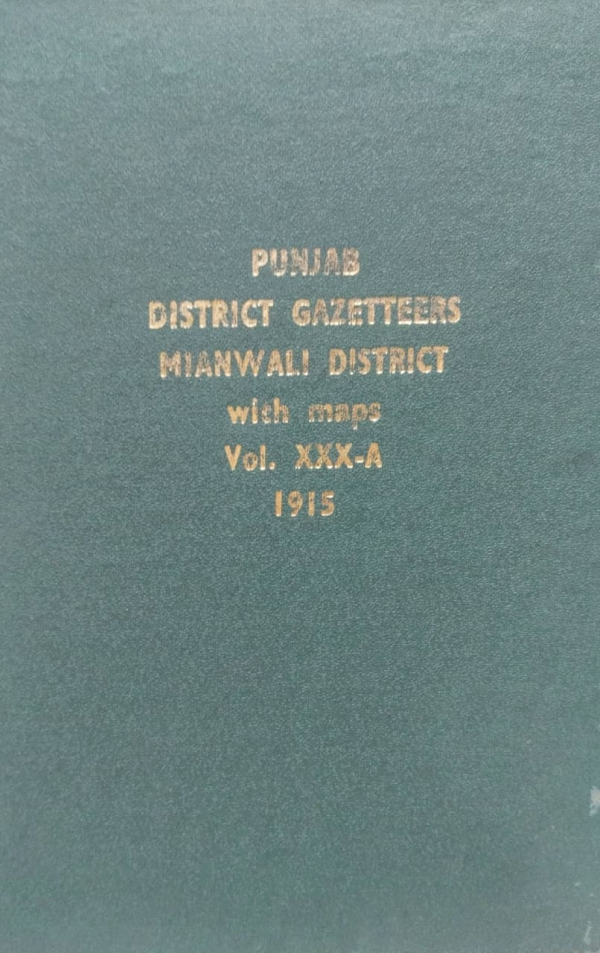 PUNJAB
DISTRICT GAZETTEERS
MIANWALI DISTRICT
with maps
Vol. XXX-A
1915